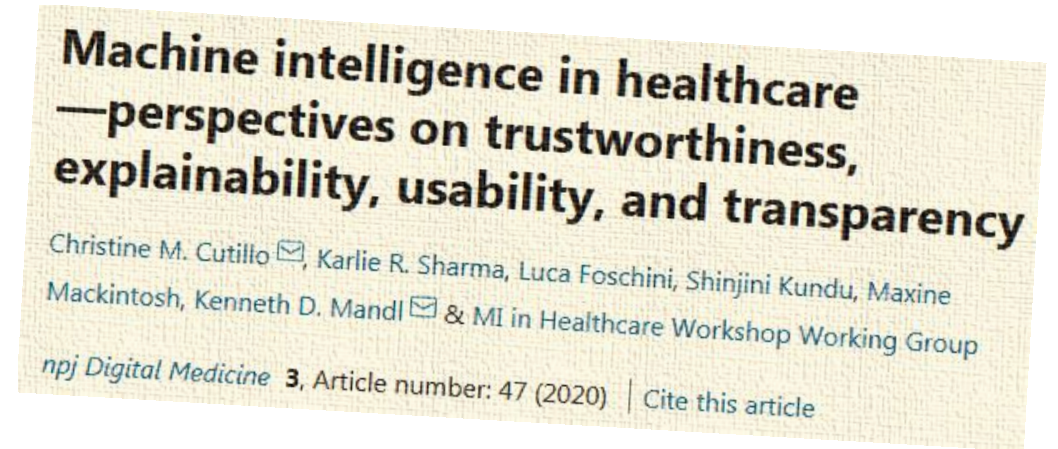 Machine intelligence in healthcare
—perspectives on trustworthiness,
explainability, usability, and transparency
Christine M. Cutillo, Karlie R. Sharma, Luca Foschini, Shinjini Kundu, Maxine
Mackintosh, Kenneth D. Mandl & MI in Healthcare Workshop Working Group
npj Digital Medicine 3, Article number: 47 (2020) | Cite this article